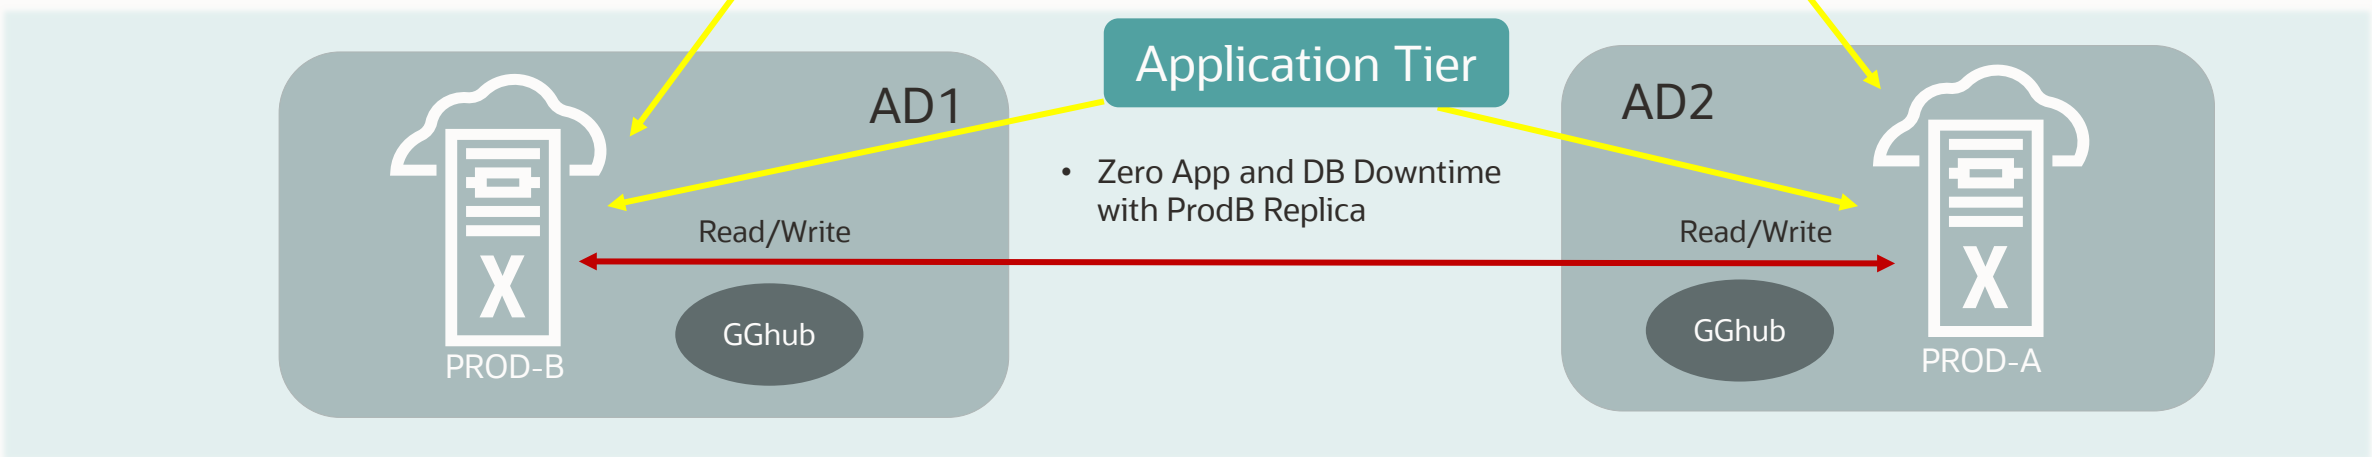 Application Tier
AD1
AD2
• Zero App and DB Downtime
with ProdB Replica
Read/Write
Read/Write
X
X
GGhub
GGhub
PROD-B
PROD-A